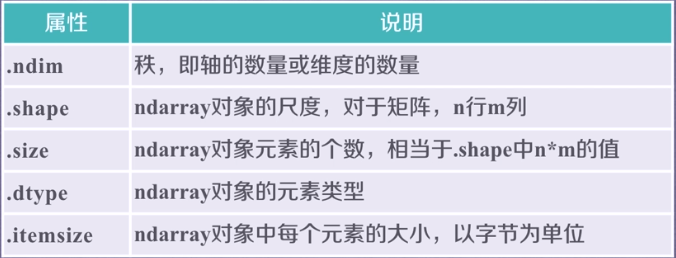 属性 说明
.ndim 秩，即轴的数量或维度的数量
.shape ndarray对象的尺度，对于矩阵，n行m列
.size ndarray对象元素的个数，相当于.shape中n*m的值
.dtype ndarray对象的元素类型
.itemsize ndarray对象中每个元素的大小，以字节为单位